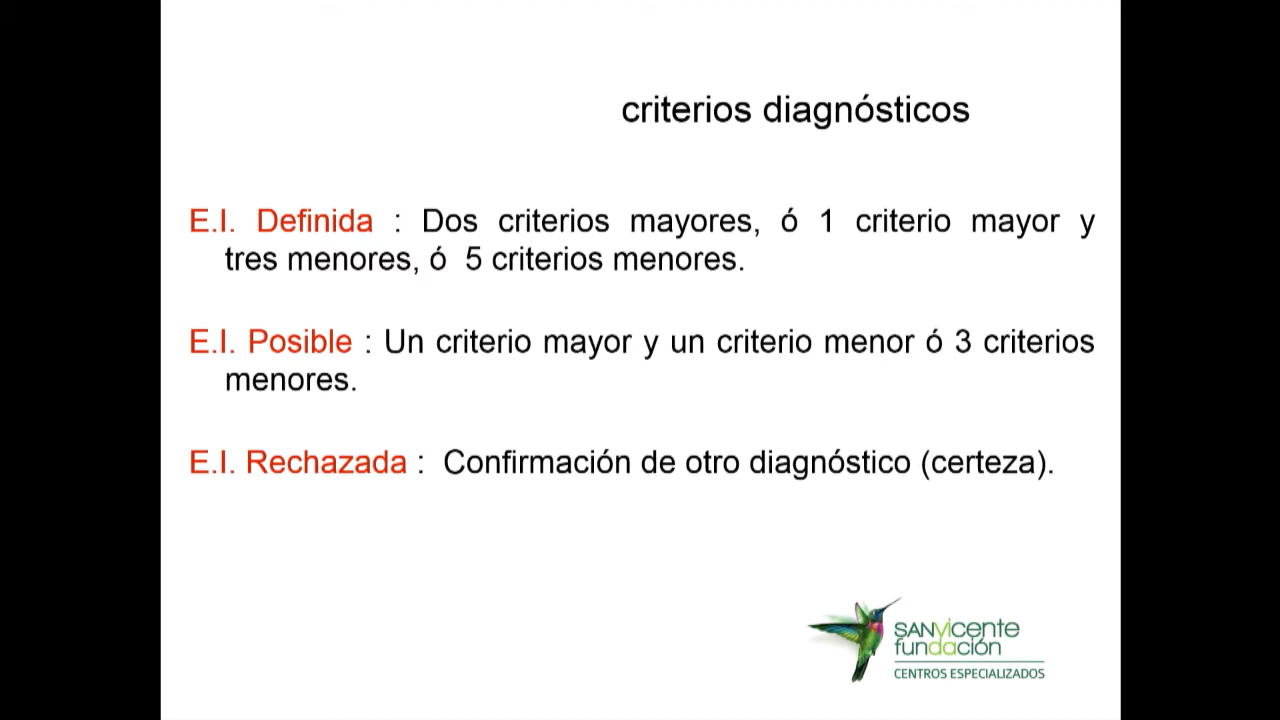 criterios diagnósticos
E.I. Definida : Dos criterios mayores, ó 1 criterio mayor y
tres menores, ó 5 criterios menores.
E.I. Posible : Un criterio mayor y un criterio menor ó 3 criterios
menores.
E.I. Rechazada : Confirmación de otro diagnóstico (certeza).
SANVICENTE
fundación
CENTROS ESPECIALIZADOS